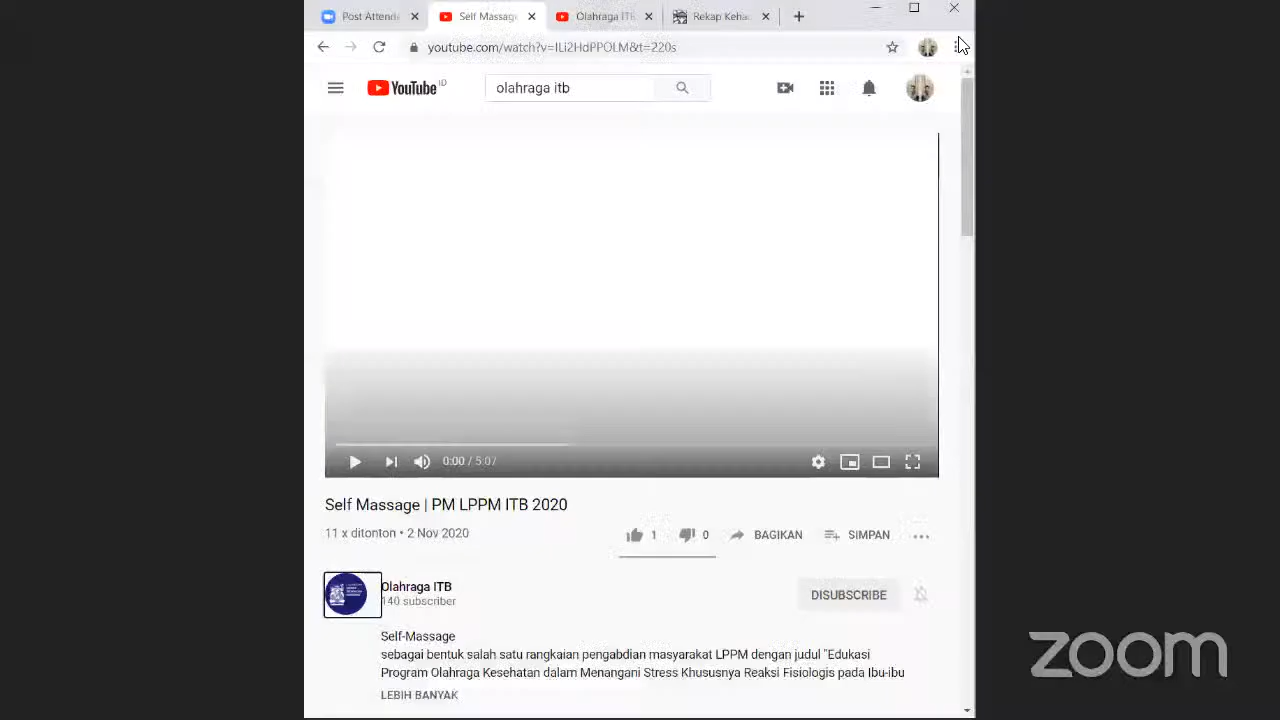 Post Attende
Self Massage
Olahraga ITB
Rekap Keha
youtube.com/watch?v=ILi2HdPPOLM&t=220s
YouTube ID
olahraga itb
0:00 / 5:07
Self Massage | PM LPPM ITB 2020
11 x ditonton • 2 Nov 2020
1
0
BAGIKAN
SIMPAN
Olahraga ITB
140 subscriber
DISUBSCRIBE
Self-Massage
sebagai bentuk salah satu rangkaian pengabdian masyarakat LPPM dengan judul "Edukasi
Program Olahraga Kesehatan dalam Menangani Stress Khususnya Reaksi Fisiologis pada Ibu-ibu
LEBIH BANYAK
zoom